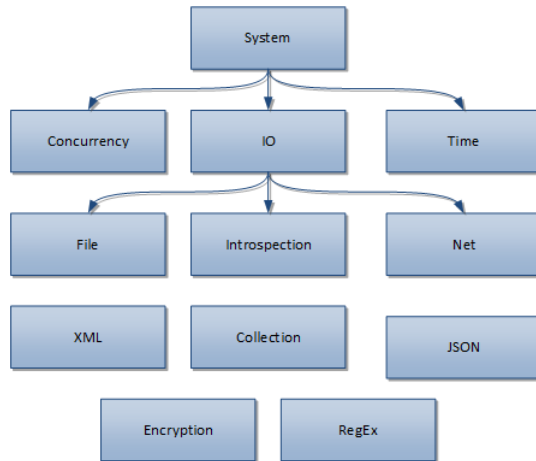 System
Concurrency
IO
Time
File
Introspection
Net
XML
Collection
JSON
Encryption
RegEx